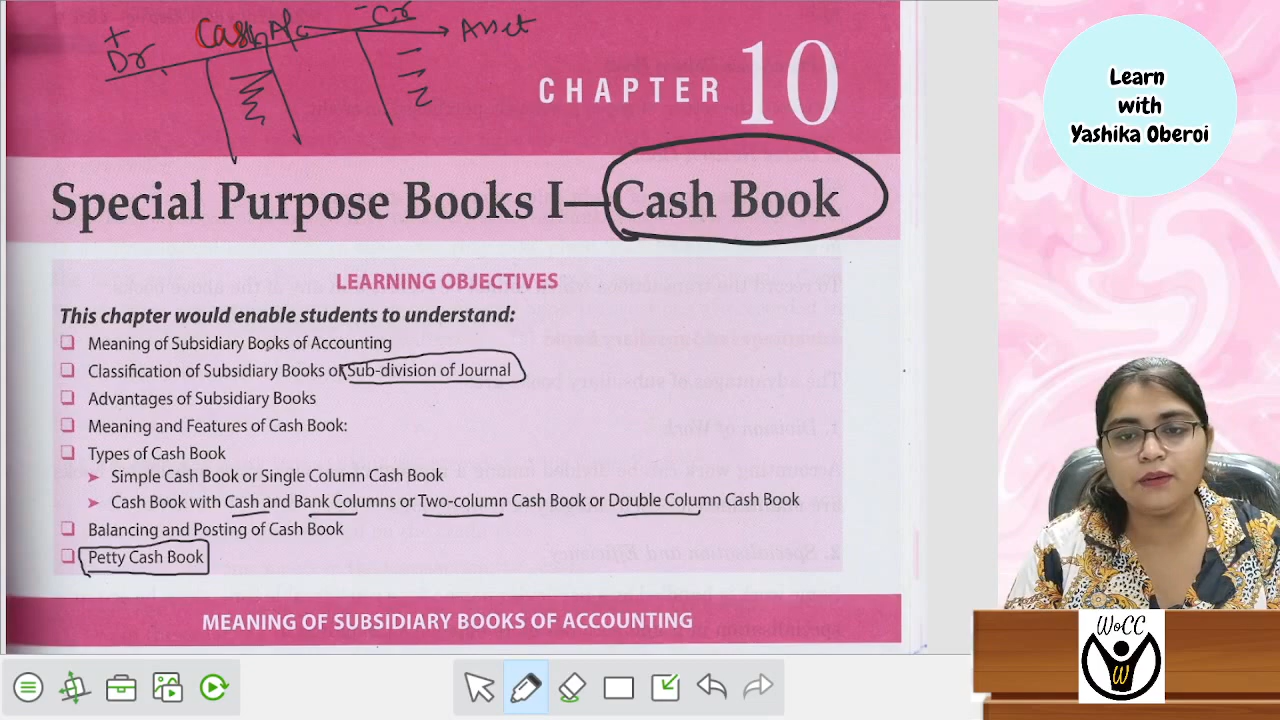 + Dr Cash A/c - Cr Asset
CHAPTER 10
Special Purpose Books I—Cash Book
LEARNING OBJECTIVES
This chapter would enable students to understand:
❑ Meaning of Subsidiary Books of Accounting
❑ Classification of Subsidiary Books or Sub-division of Journal
❑ Advantages of Subsidiary Books
❑ Meaning and Features of Cash Book:
❑ Types of Cash Book
➤ Simple Cash Book or Single Column Cash Book
➤ Cash Book with Cash and Bank Columns or Two-column Cash Book or Double Column Cash Book
❑ Balancing and Posting of Cash Book
❑ Petty Cash Book
MEANING OF SUBSIDIARY BOOKS OF ACCOUNTING
Learn
with
Yashika Oberoi
WoCC
W